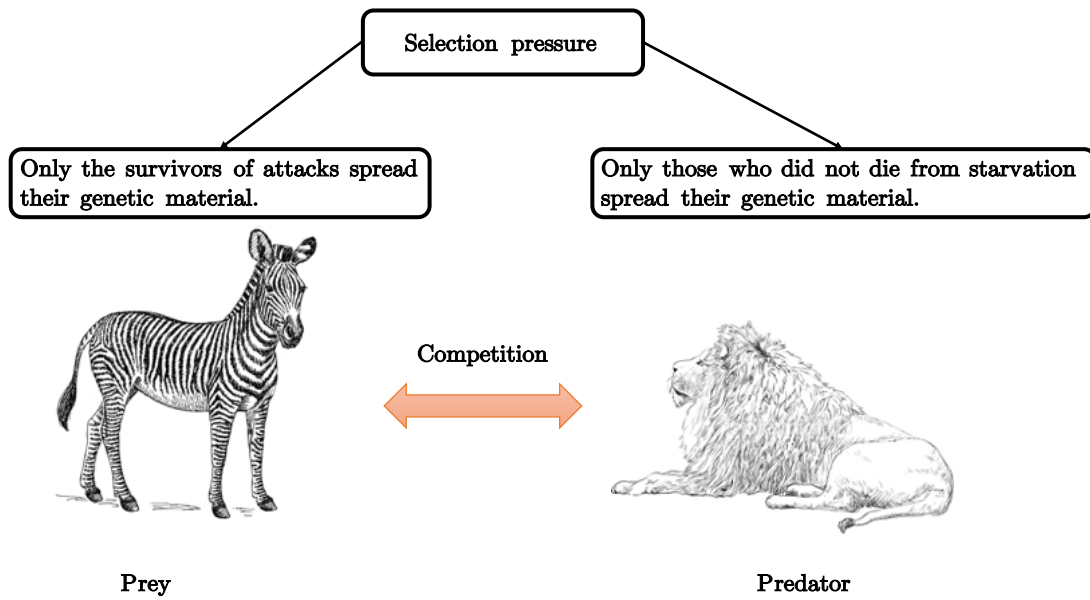 Selection pressure
Only the survivors of attacks spread
their genetic material.
Only those who did not die from starvation
spread their genetic material.
Competition
Prey
Predator